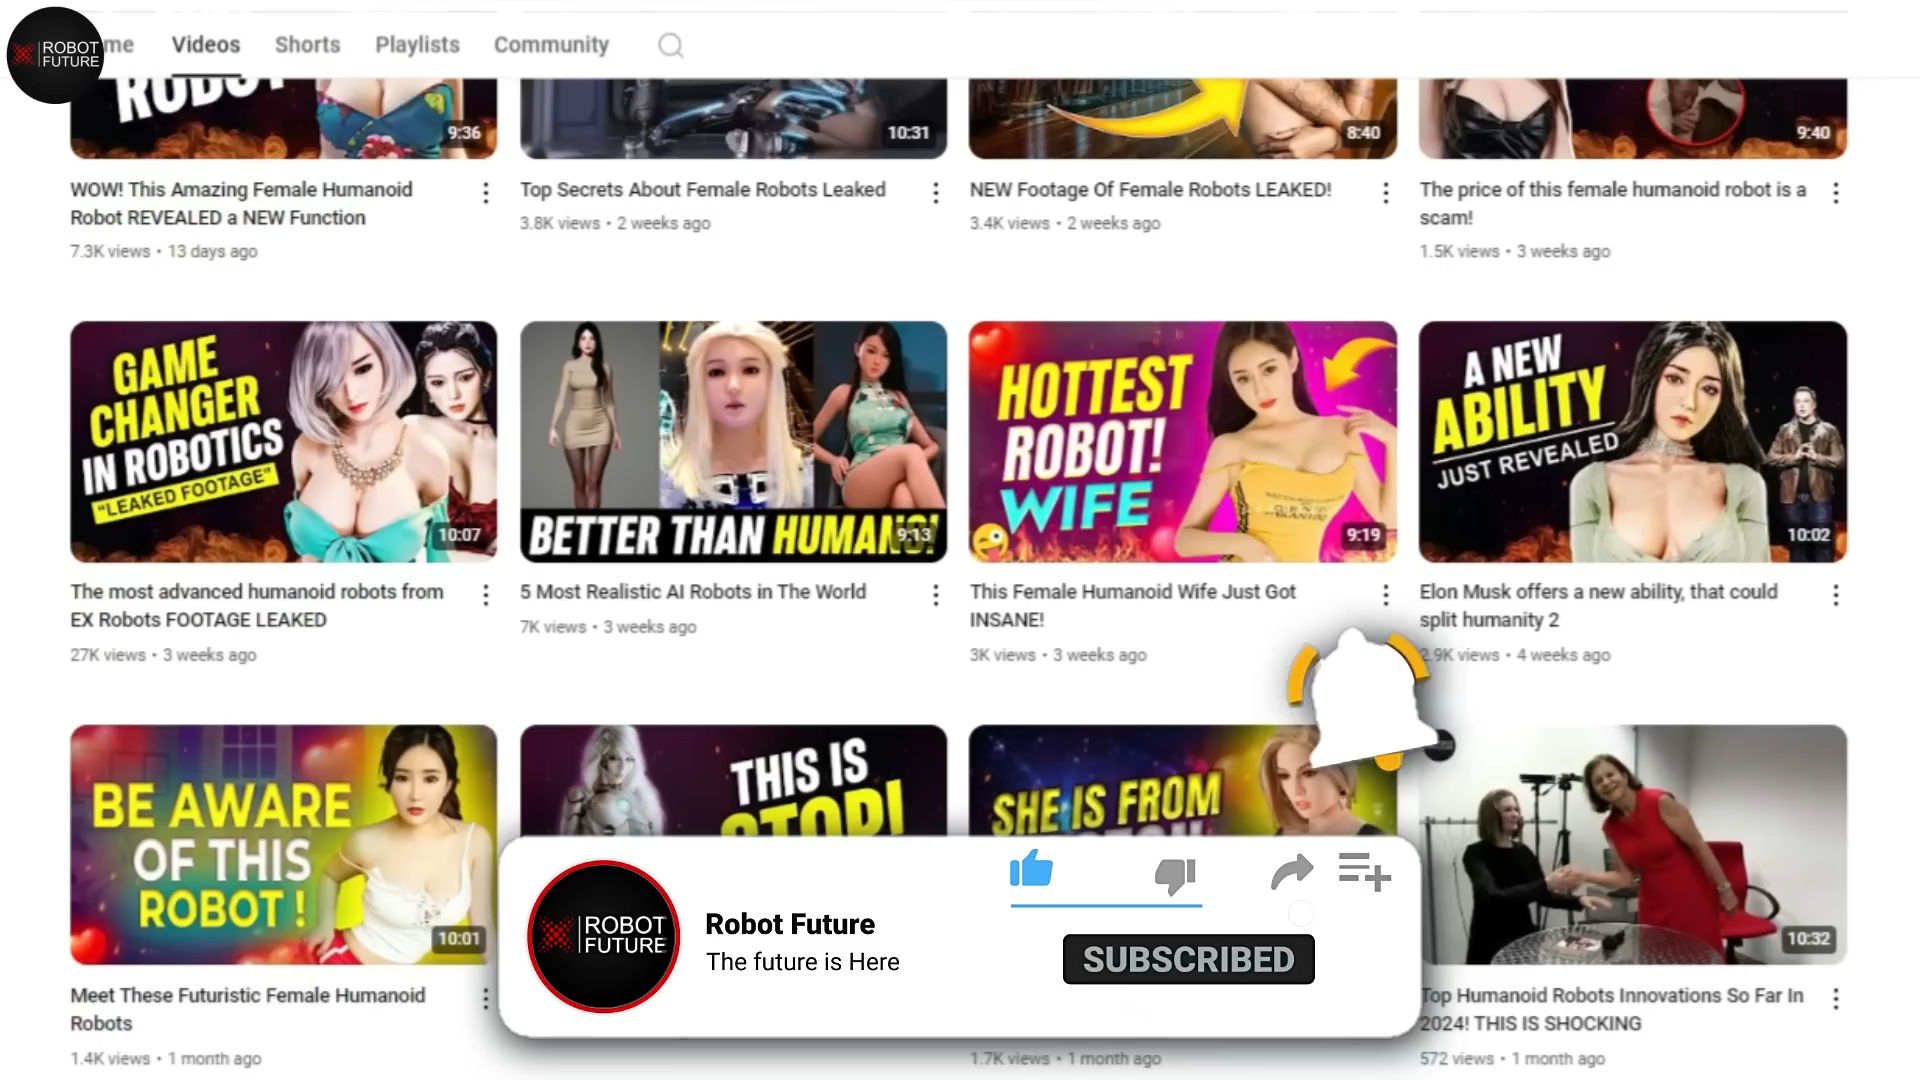 ROBOT
FUTURE
me
Videos
Shorts
Playlists
Community
ROBOT
9:36
10:31
8:40
9:40
WOW! This Amazing Female Humanoid
Robot REVEALED a NEW Function
7.3K views • 13 days ago
Top Secrets About Female Robots Leaked
3.8K views • 2 weeks ago
NEW Footage Of Female Robots LEAKED!
3.4K views • 2 weeks ago
The price of this female humanoid robot is a
scam!
1.5K views • 3 weeks ago
GAME
CHANGER
IN ROBOTICS
"LEAKED FOOTAGE"
10:07
BETTER THAN HUMANS!
9:13
HOTTEST
ROBOT!
WIFE
9:19
A NEW
ABILITY
JUST REVEALED
10:02
The most advanced humanoid robots from
EX Robots FOOTAGE LEAKED
27K views • 3 weeks ago
5 Most Realistic AI Robots in The World
7K views • 3 weeks ago
This Female Humanoid Wife Just Got
INSANE!
3K views • 3 weeks ago
Elon Musk offers a new ability, that could
split humanity 2
2.9K views • 4 weeks ago
BE AWARE
OF THIS
ROBOT !
10:01
THIS IS
SHE IS FROM
10:32
Meet These Futuristic Female Humanoid
Robots
1.4K views • 1 month ago
ROBOT
FUTURE
Robot Future
The future is Here
SUBSCRIBED
1.7K views • 1 month ago
Top Humanoid Robots Innovations So Far In
2024! THIS IS SHOCKING
572 views • 1 month ago